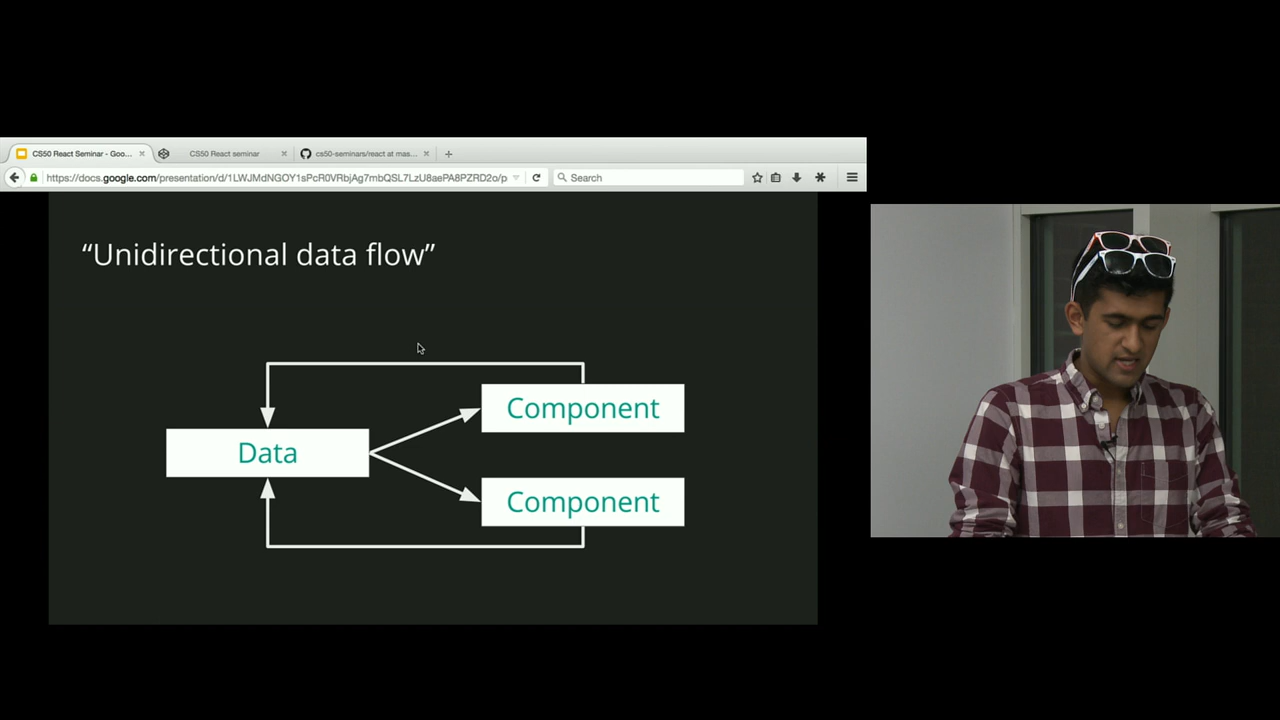 CS50 React Seminar - Goo...
CS50 React seminar
cs50-seminars/react at mas...
https://docs.google.com/presentation/d/1LWJMdNGOY1sPcR0VRbjAg7mbQSL7LzU8aePA8PZRD2o/p
Search
“Unidirectional data flow”
Component
Data
Component